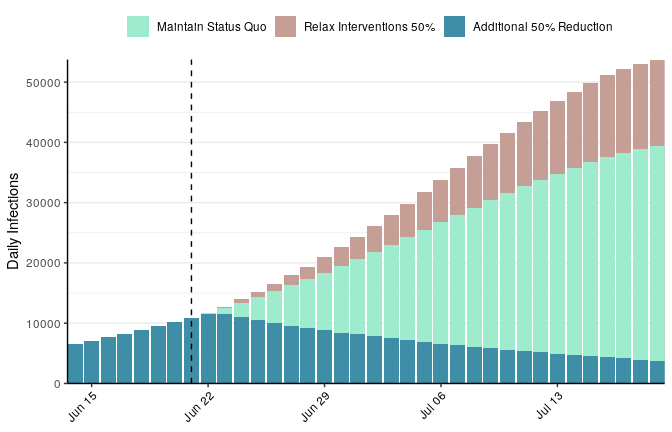 Maintain Status Quo Relax Interventions 50% Additional 50% Reduction
Daily Infections
50000
40000
30000
20000
10000
0
Jun 15 Jun 22 Jun 29 Jul 06 Jul 13